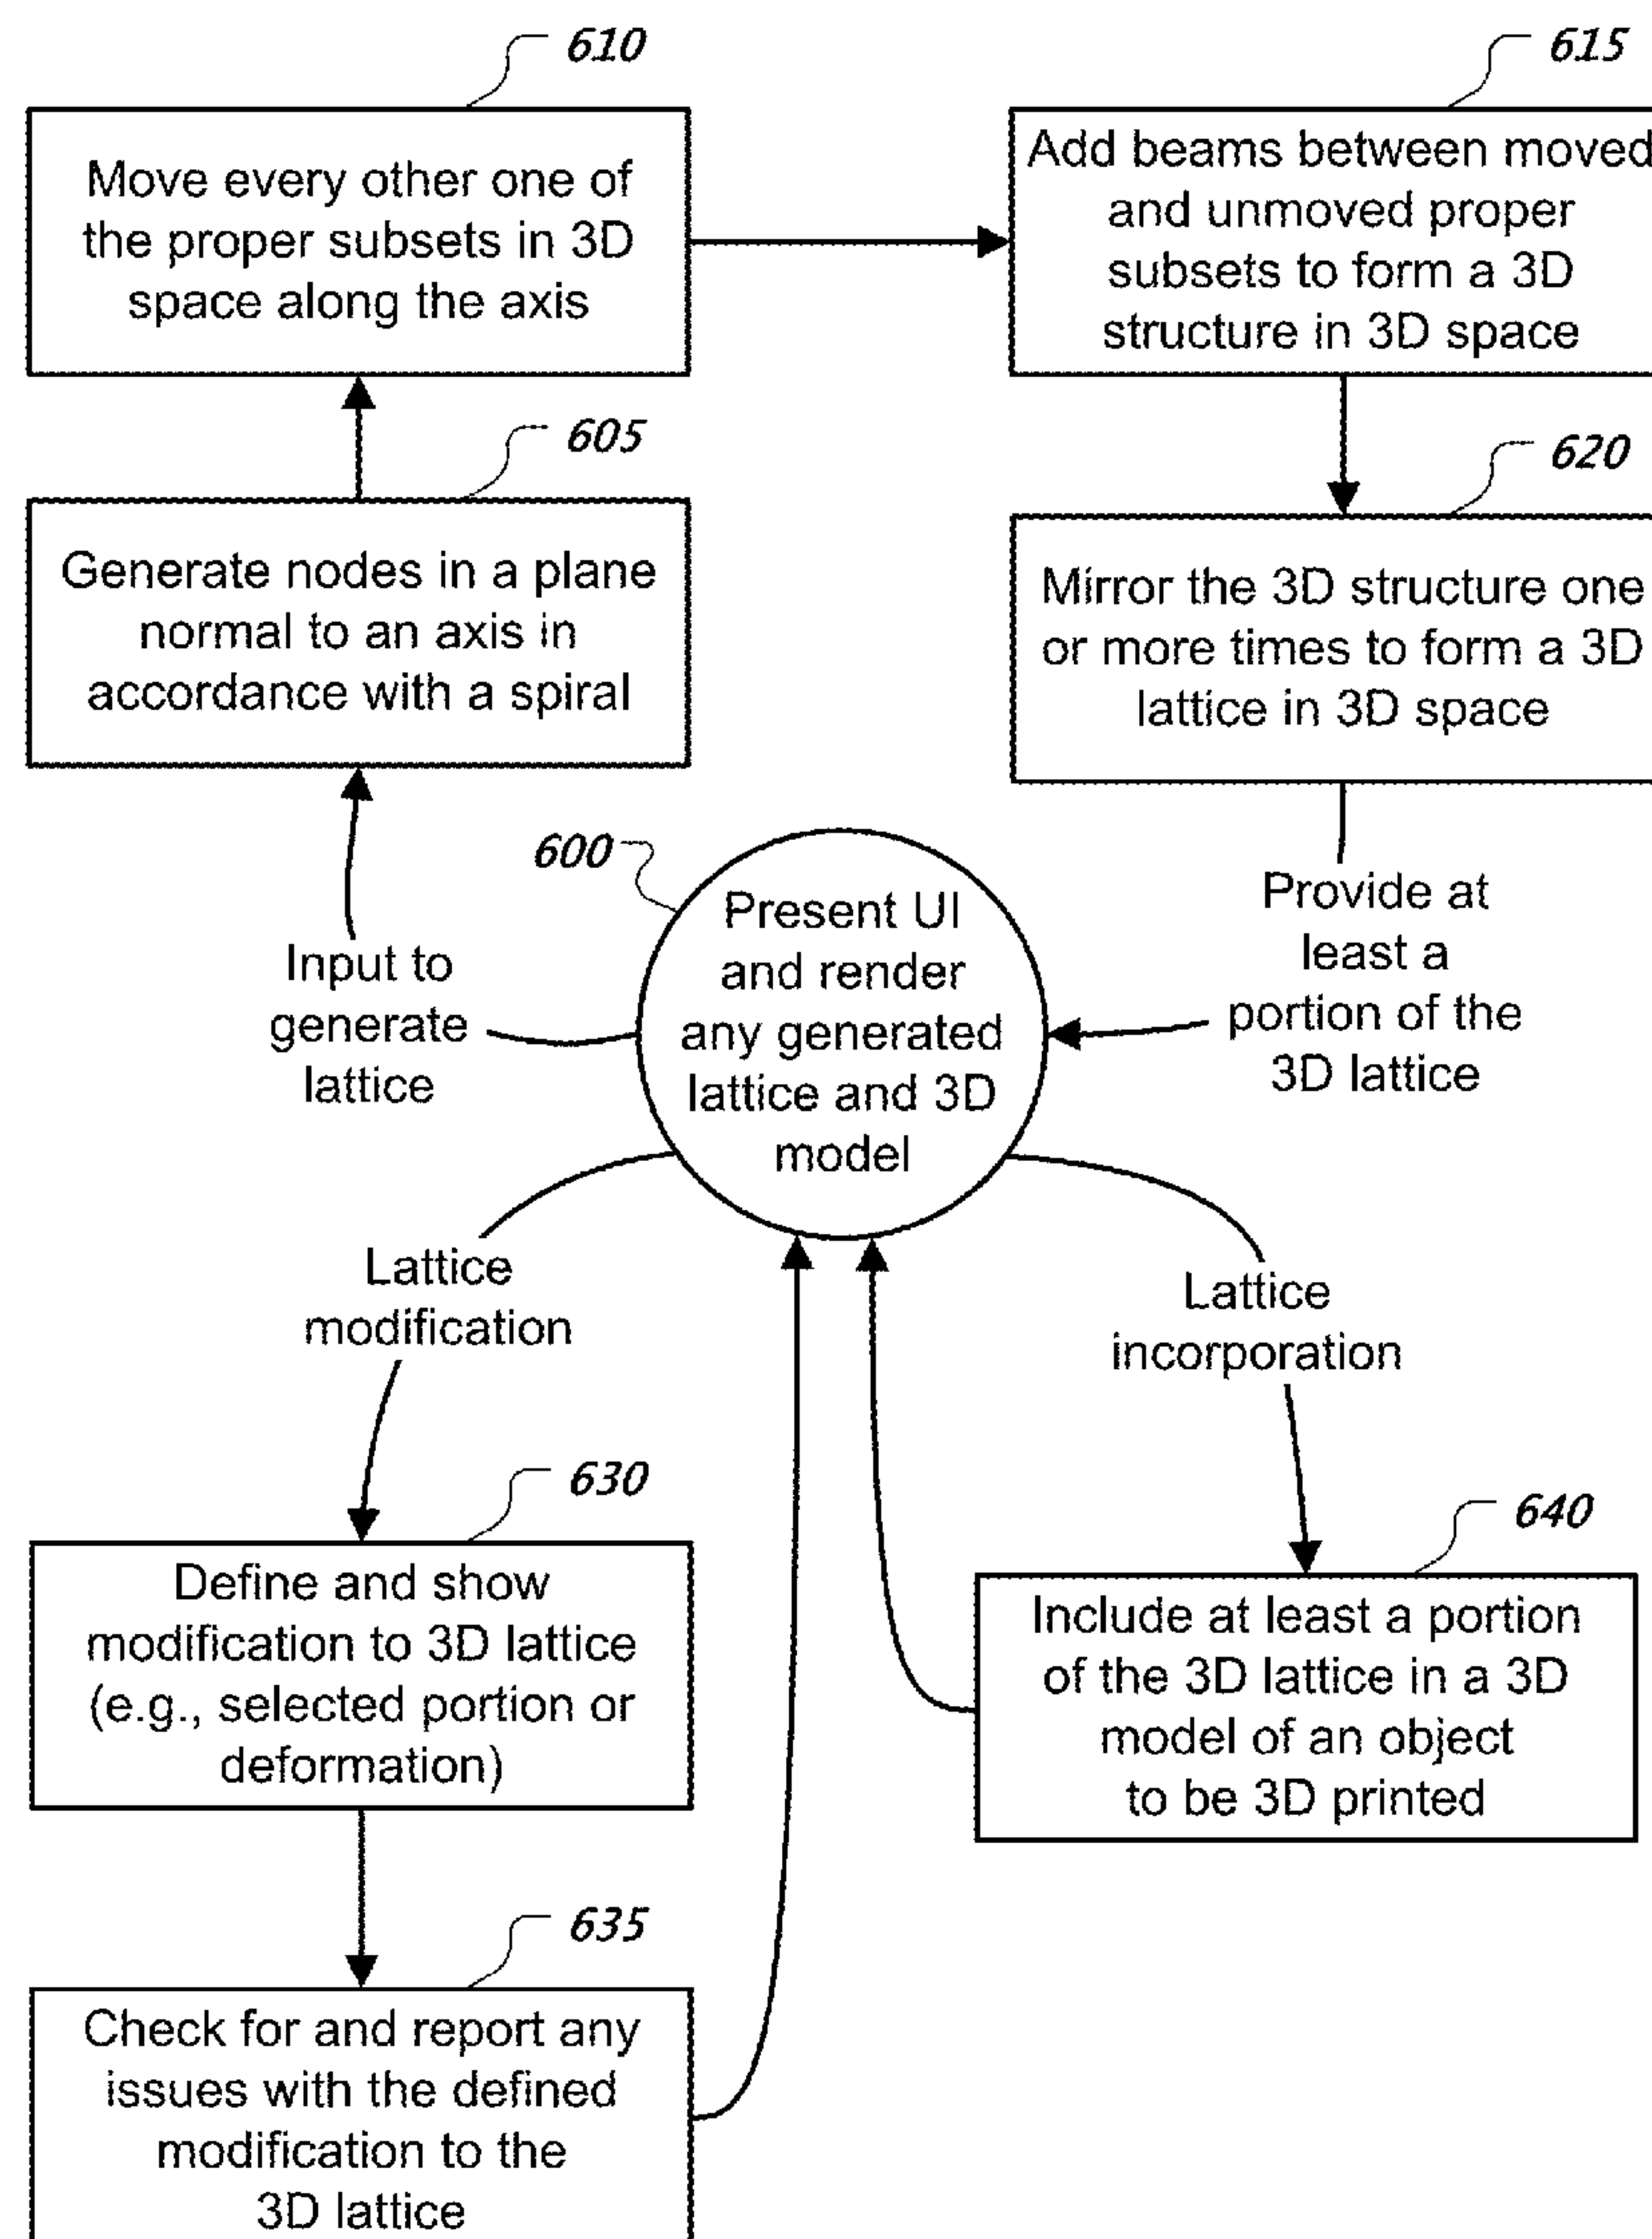 610
Move every other one of
the proper subsets in 3D
space along the axis
615
Add beams between moved
and unmoved proper
subsets to form a 3D
structure in 3D space
605
Generate nodes in a plane
normal to an axis in
accordance with a spiral
620
Mirror the 3D structure one
or more times to form a 3D
lattice in 3D space
600
Present UI
and render
any generated
lattice and 3D
model
Input to
generate
lattice
Provide at
least a
portion of the
3D lattice
Lattice
modification
Lattice
incorporation
630
Define and show
modification to 3D lattice
(e.g., selected portion or
deformation)
640
Include at least a portion
of the 3D lattice in a 3D
model of an object
to be 3D printed
635
Check for and report any
issues with the defined
modification to the
3D lattice